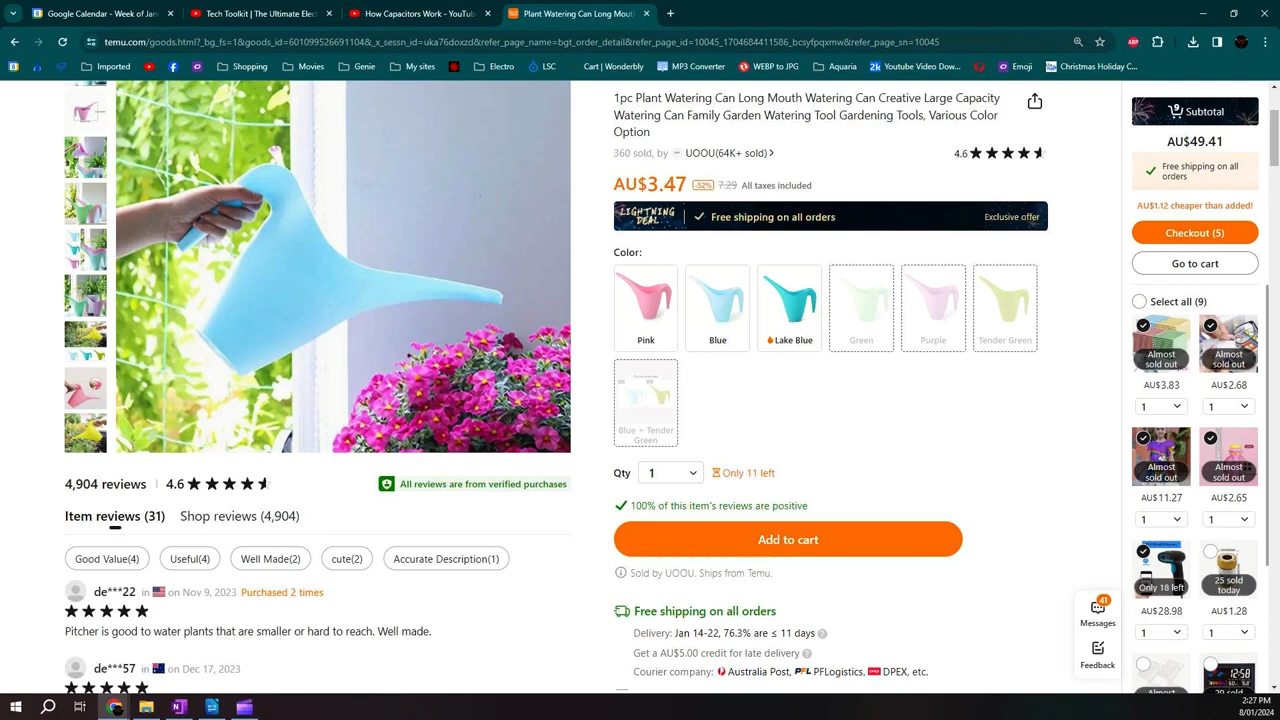 Google Calendar - Week of Jan
Tech Toolkit | The Ultimate Elec
How Capacitors Work - YouTub
Plant Watering Can Long Mouth
temu.com/goods.html?_bg_fs=1&goods_id=601099526691104&_x_sessn_id=uka76doxzd&refer_page_name=bgt_order_detail&refer_page_id=10045_1704684411586_bcsyfpqxmw&refer_page_sn=10045
Imported
Shopping
Movies
Genie
My sites
Electro
LSC
Cart | Wonderbly
MP3 Converter
WEBP to JPG
Aquaria
Youtube Video Dow...
Emoji
Christmas Holiday C...
1pc Plant Watering Can Long Mouth Watering Can Creative Large Capacity
Watering Can Family Garden Watering Tool Gardening Tools, Various Color
Option
360 sold, by UOOU(64K+ sold)
4.6
AU$3.47 -52% 7.29 All taxes included
LIGHTNING DEAL
Free shipping on all orders
Exclusive offer
Color:
Pink
Blue
Lake Blue
Green
Purple
Tender Green
Blue + Tender
Green
Qty 1 Only 11 left
100% of this item's reviews are positive
Add to cart
Sold by UOOU. Ships from Temu.
Free shipping on all orders
Delivery: Jan 14-22, 76.3% are ≤ 11 days
Get a AU$5.00 credit for late delivery
Courier company: Australia Post, PFL PFLogistics, DPEX, etc.
4,904 reviews 4.6
All reviews are from verified purchases
Item reviews (31) Shop reviews (4,904)
Good Value(4)
Useful(4)
Well Made(2)
cute(2)
Accurate Description(1)
de***22 in on Nov 9, 2023 Purchased 2 times
Pitcher is good to water plants that are smaller or hard to reach. Well made.
de***57 in on Dec 17, 2023
9 Subtotal
AU$49.41
Free shipping on all
orders
AU$1.12 cheaper than added!
Checkout (5)
Go to cart
Select all (9)
Almost
sold out
Almost
sold out
AU$3.83
AU$2.68
1
1
Almost
sold out
Almost
sold out
AU$11.27
AU$2.65
1
1
Only 18 left
25 sold
today
AU$28.98
AU$1.28
1
1
Almost
12:58
29 sold
41
Messages
Feedback
2:27 PM
8/01/2024